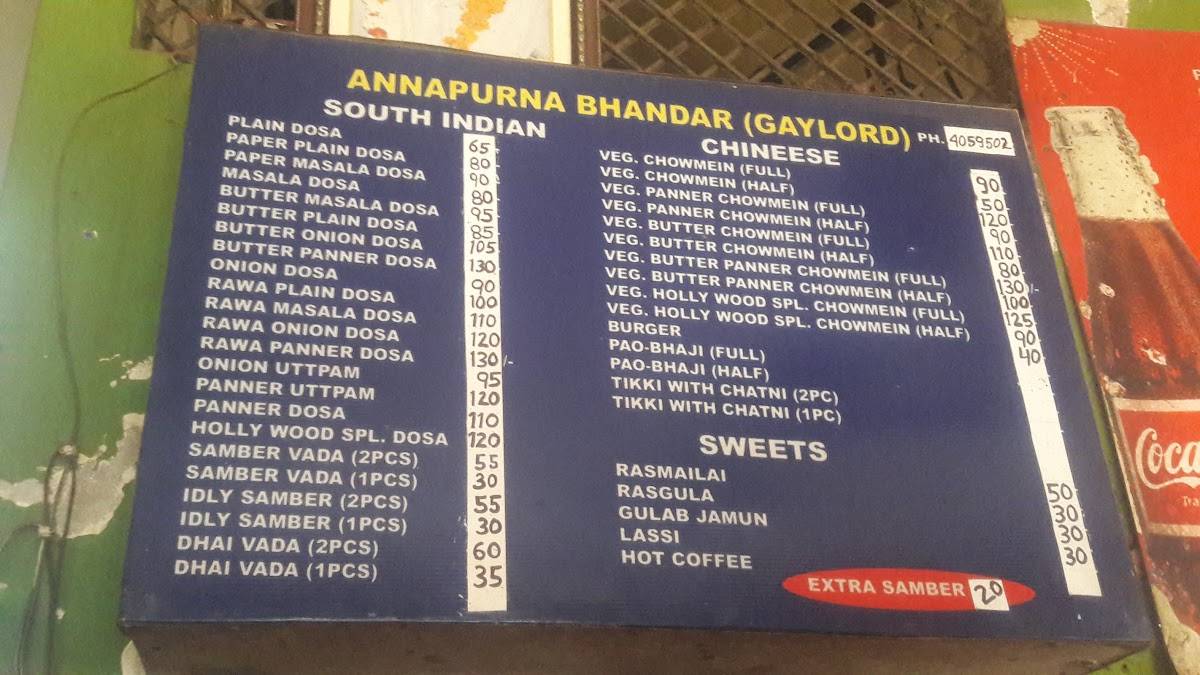 ANNAPURNA BHANDAR (GAYLORD) PH. 4059502
SOUTH INDIAN
PLAIN DOSA 65
PAPER PLAIN DOSA 80
PAPER MASALA DOSA 90
MASALA DOSA 80
BUTTER MASALA DOSA 95
BUTTER PLAIN DOSA 85
BUTTER ONION DOSA 105
BUTTER PANNER DOSA 130
ONION DOSA 90
RAWA PLAIN DOSA 100
RAWA MASALA DOSA 110
RAWA ONION DOSA 120
RAWA PANNER DOSA 130/-
ONION UTTPAM 95
PANNER UTTPAM 120
PANNER DOSA 110
HOLLY WOOD SPL. DOSA 120
SAMBER VADA (2PCS) 55
SAMBER VADA (1PCS) 30
IDLY SAMBER (2PCS) 55
IDLY SAMBER (1PCS) 30
DHAI VADA (2PCS) 60
DHAI VADA (1PCS) 35
CHINEESE
VEG. CHOWMEIN (FULL) 90
VEG. CHOWMEIN (HALF) 50
VEG. PANNER CHOWMEIN (FULL) 120
VEG. PANNER CHOWMEIN (HALF) 90
VEG. BUTTER CHOWMEIN (FULL) 110
VEG. BUTTER CHOWMEIN (HALF) 80
VEG. BUTTER PANNER CHOWMEIN (FULL) 130/-
VEG. BUTTER PANNER CHOWMEIN (HALF) 100
VEG. HOLLY WOOD SPL. CHOWMEIN (FULL) 125
VEG. HOLLY WOOD SPL. CHOWMEIN (HALF) 90
BURGER 40
PAO-BHAJI (FULL)
PAO-BHAJI (HALF)
TIKKI WITH CHATNI (2PC)
TIKKI WITH CHATNI (1PC)
SWEETS
RASMAILAI 50
RASGULA 30
GULAB JAMUN 30
LASSI 30
HOT COFFEE
EXTRA SAMBER 20
Coca